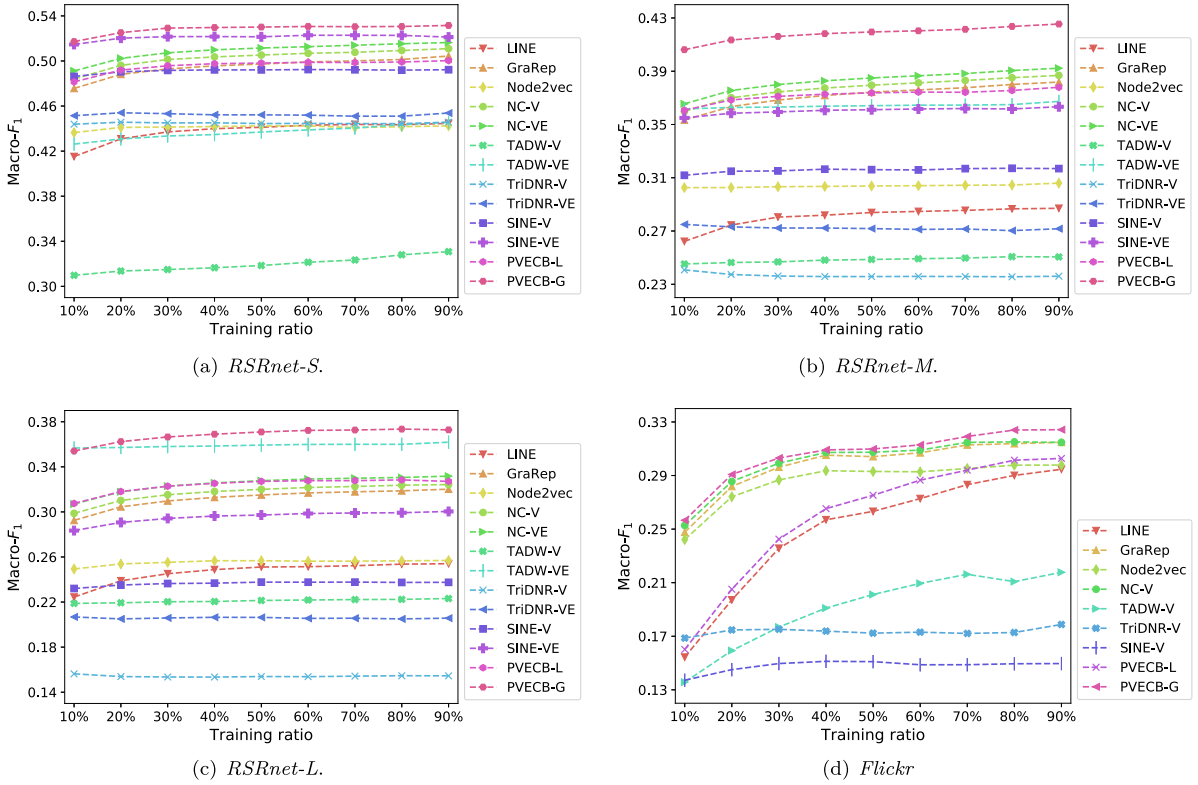 Macro-F1
0.54
0.50
0.46
0.42
0.38
0.34
0.30
10% 20% 30% 40% 50% 60% 70% 80% 90%
Training ratio
LINE
GraRep
Node2vec
NC-V
NC-VE
TADW-V
TADW-VE
TriDNR-V
TriDNR-VE
SINE-V
SINE-VE
PVECB-L
PVECB-G
(a) RSRnet-S.
Macro-F1
0.43
0.39
0.35
0.31
0.27
0.23
10% 20% 30% 40% 50% 60% 70% 80% 90%
Training ratio
LINE
GraRep
Node2vec
NC-V
NC-VE
TADW-V
TADW-VE
TriDNR-V
TriDNR-VE
SINE-V
SINE-VE
PVECB-L
PVECB-G
(b) RSRnet-M.
Macro-F1
0.38
0.34
0.30
0.26
0.22
0.18
0.14
10% 20% 30% 40% 50% 60% 70% 80% 90%
Training ratio
LINE
GraRep
Node2vec
NC-V
NC-VE
TADW-V
TADW-VE
TriDNR-V
TriDNR-VE
SINE-V
SINE-VE
PVECB-L
PVECB-G
(c) RSRnet-L.
Macro-F1
0.33
0.29
0.25
0.21
0.17
0.13
10% 20% 30% 40% 50% 60% 70% 80% 90%
Training ratio
LINE
GraRep
Node2vec
NC-V
TADW-V
TriDNR-V
SINE-V
PVECB-L
PVECB-G
(d) Flickr